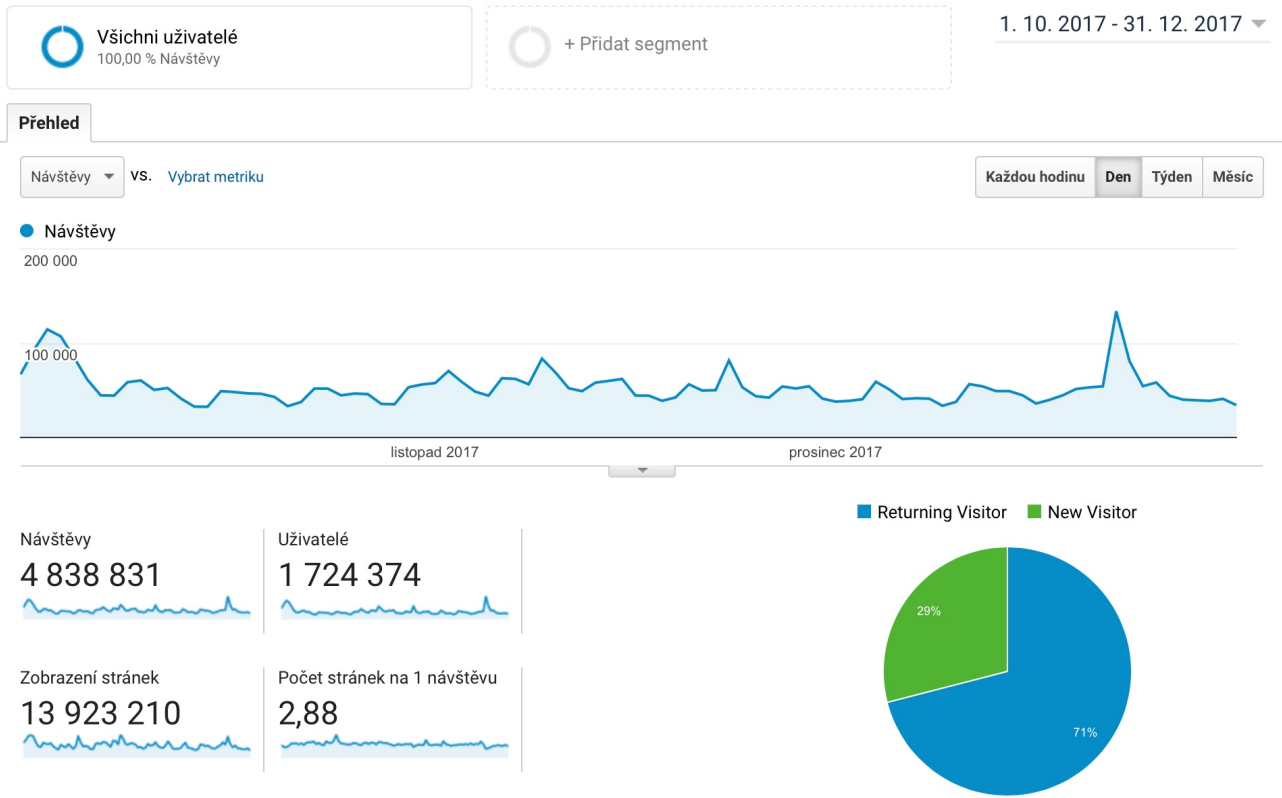 Všichni uživatelé
100,00 % Návštěvy
+ Přidat segment
1. 10. 2017 - 31. 12. 2017
Přehled
Návštěvy vs. Vybrat metriku
Každou hodinu Den Týden Měsíc
Návštěvy
200 000
100 000
listopad 2017 prosinec 2017
Returning Visitor New Visitor
Návštěvy
4 838 831
Uživatelé
1 724 374
Zobrazení stránek
13 923 210
Počet stránek na 1 návštěvu
2,88
29%
71%